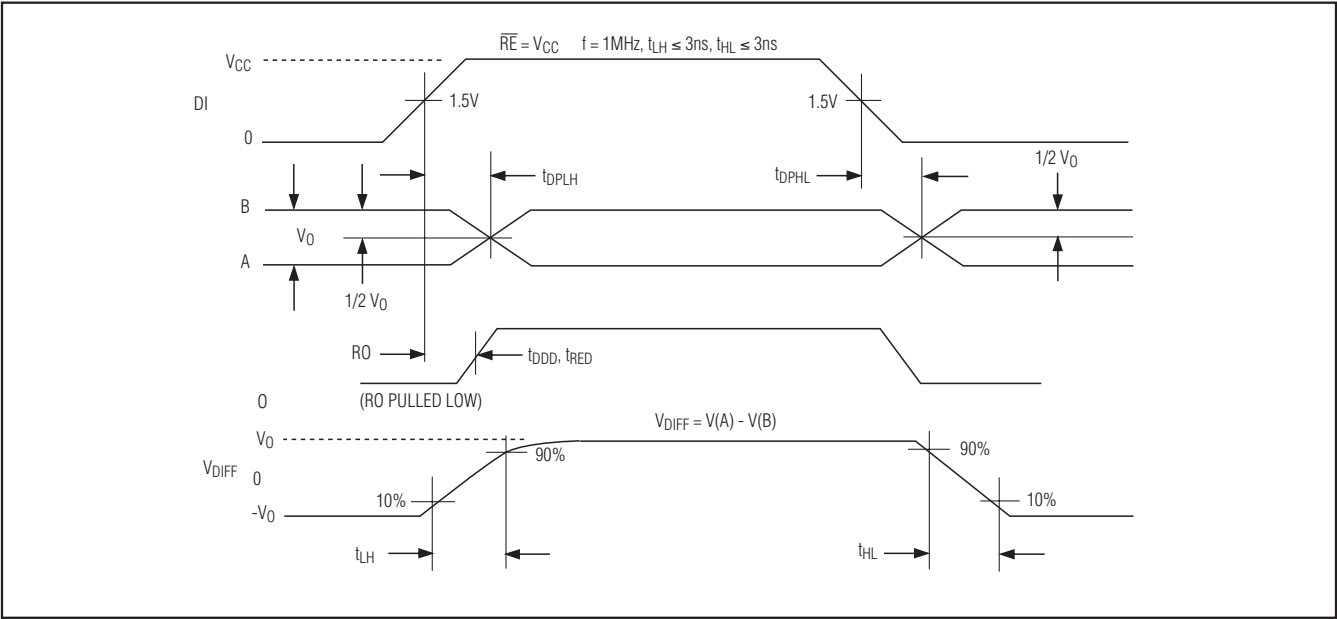 R̅E̅ = VCC f = 1MHz, tLH ≤ 3ns, tHL ≤ 3ns
VCC
DI
1.5V
1.5V
0
1/2 VO
tDPLH
tDPHL
B
VO
A
1/2 VO
RO
tDDD, tRED
0
(RO PULLED LOW)
VDIFF = V(A) - V(B)
VO
90%
90%
VDIFF
0
10%
10%
-VO
tLH
tHL